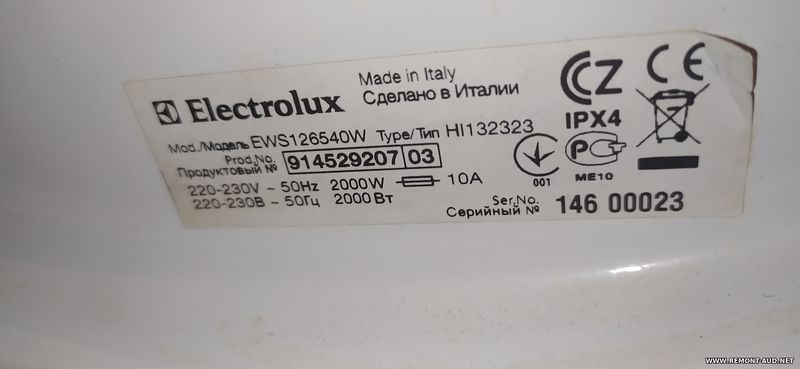 Electrolux
Made in Italy
Сделано в Италии
Mod./Модель EWS126540W Type/Тип HI132323
Prod.No. 914529207 03
Продуктовый №
220-230V ~ 50Hz 2000W 10A
220-230В ~ 50Гц 2000 Вт
IPX4
001
ME10
Ser.No. 146 00023
Серийный №
WWW.REMONT-AUD.NET